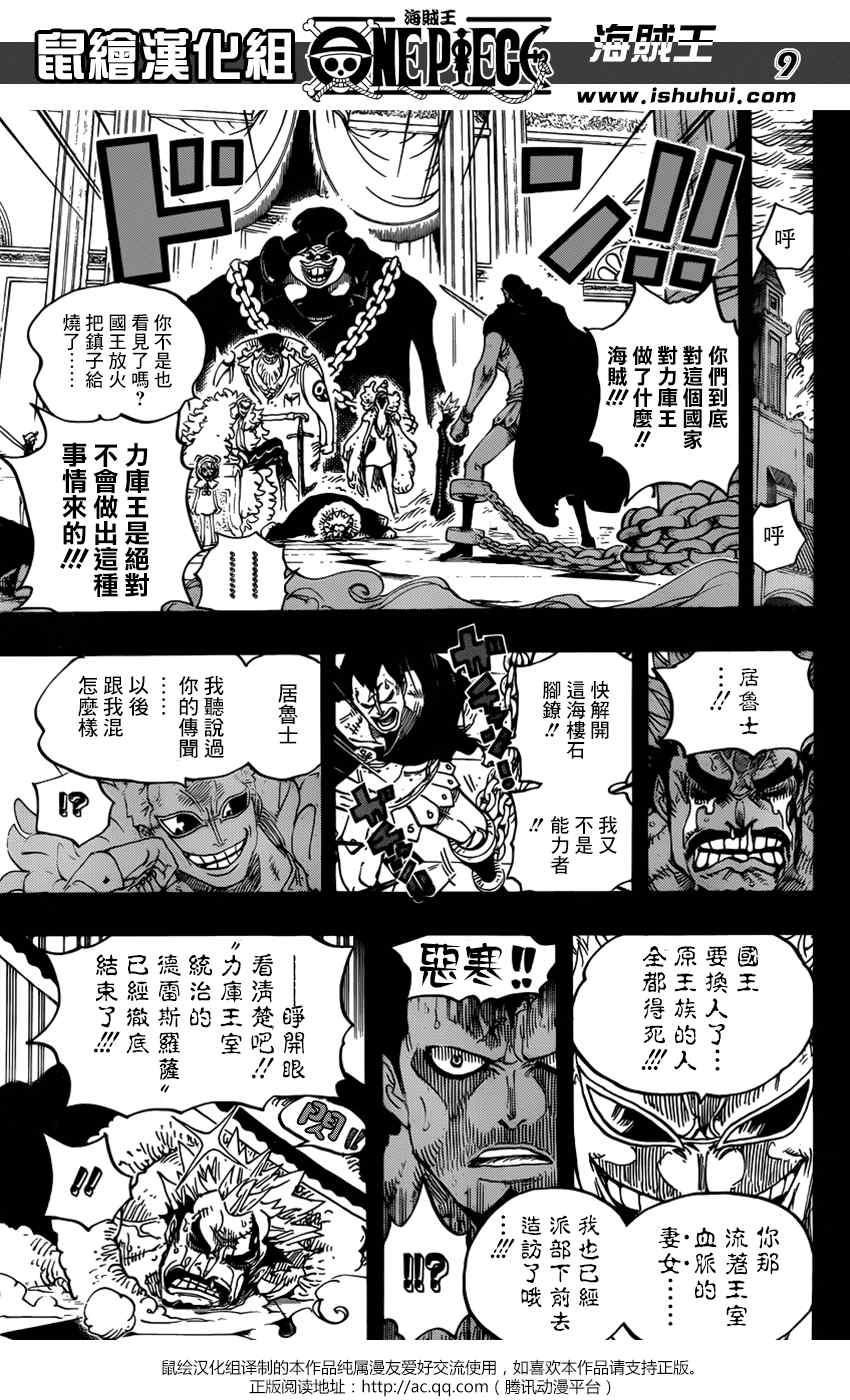 鼠繪漢化組
海賊王
ONE PIECE
海賊王
www.ishuhui.com
9
呼
呼
ドン!!
你們到底
對這個國家
對力庫王
做了什麼!!
海賊!!!
你不是也
看見了嗎?
國王放火
把鎮子給
燒了……
力庫王是絕對
不會做出這種
事情來的!!!
……!!
居魯士
…!!
快解開
這海樓石
腳鐐!!
我又
不是
能力者
!!
居魯士
我聽說過
你的傳聞
……
以後
跟我混
怎麼樣
!!?
國王
要換人了…
原王族的人
全都得死!!!
你那
流著王室
血脈的
妻女……
惡寒!!
我也已經
派部下前去
造訪了哦
……!!!
!!?
——睜開眼
看清楚吧!!
“力庫王室
統治的
德雷斯羅薩”
已經徹底
結束了!!!
閃!!
!!
鼠绘汉化组译制的本作品纯属漫友爱好交流使用，如喜欢本作品请支持正版。
正版阅读地址：http://ac.qq.com（腾讯动漫平台）